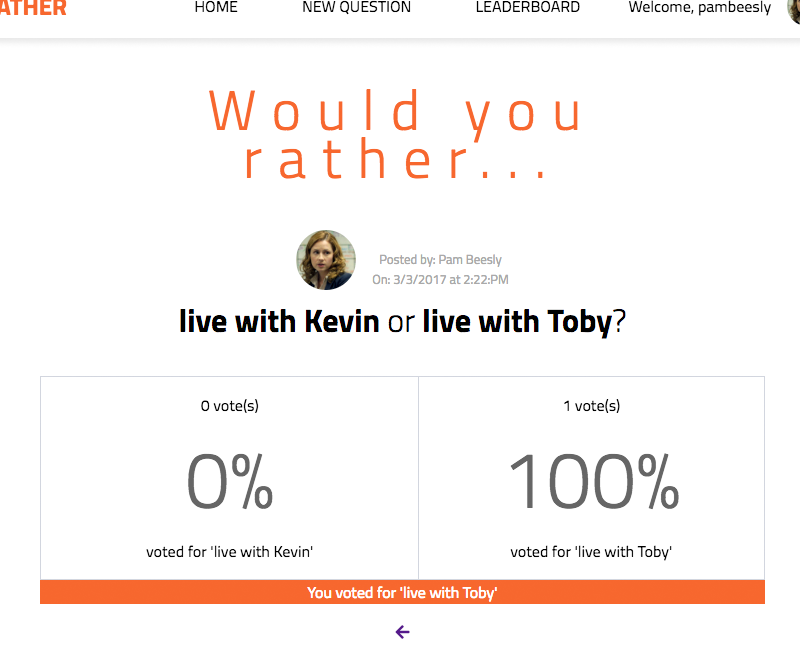 ATHER HOME NEW QUESTION LEADERBOARD Welcome, pambeesly
Would you
rather...
Posted by: Pam Beesly
On: 3/3/2017 at 2:22:PM
live with Kevin or live with Toby?
0 vote(s) 1 vote(s)
0% 100%
voted for 'live with Kevin' voted for 'live with Toby'
You voted for 'live with Toby'